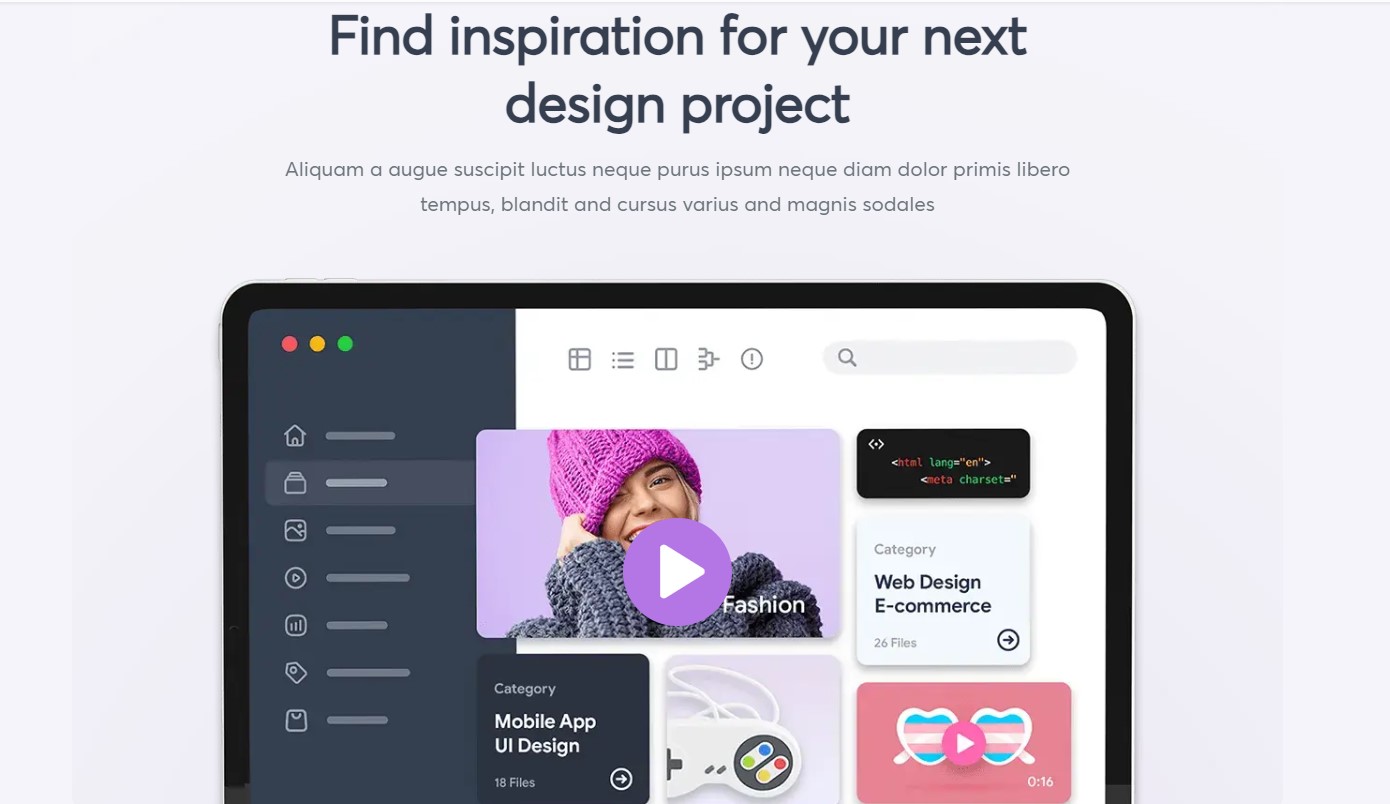 Find inspiration for your next
design project
Aliquam a augue suscipit luctus neque purus ipsum neque diam dolor primis libero
tempus, blandit and cursus varius and magnis sodales
<html lang="en">
<meta charset="
Fashion
Category
Web Design
E-commerce
26 Files
Category
Mobile App
UI Design
18 Files
0:16